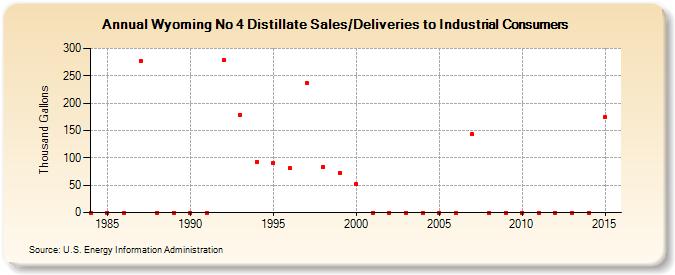 Annual Wyoming No 4 Distillate Sales/Deliveries to Industrial Consumers
Thousand Gallons
300
250
200
150
100
50
0
1985 1990 1995 2000 2005 2010 2015
Source: U.S. Energy Information Administration